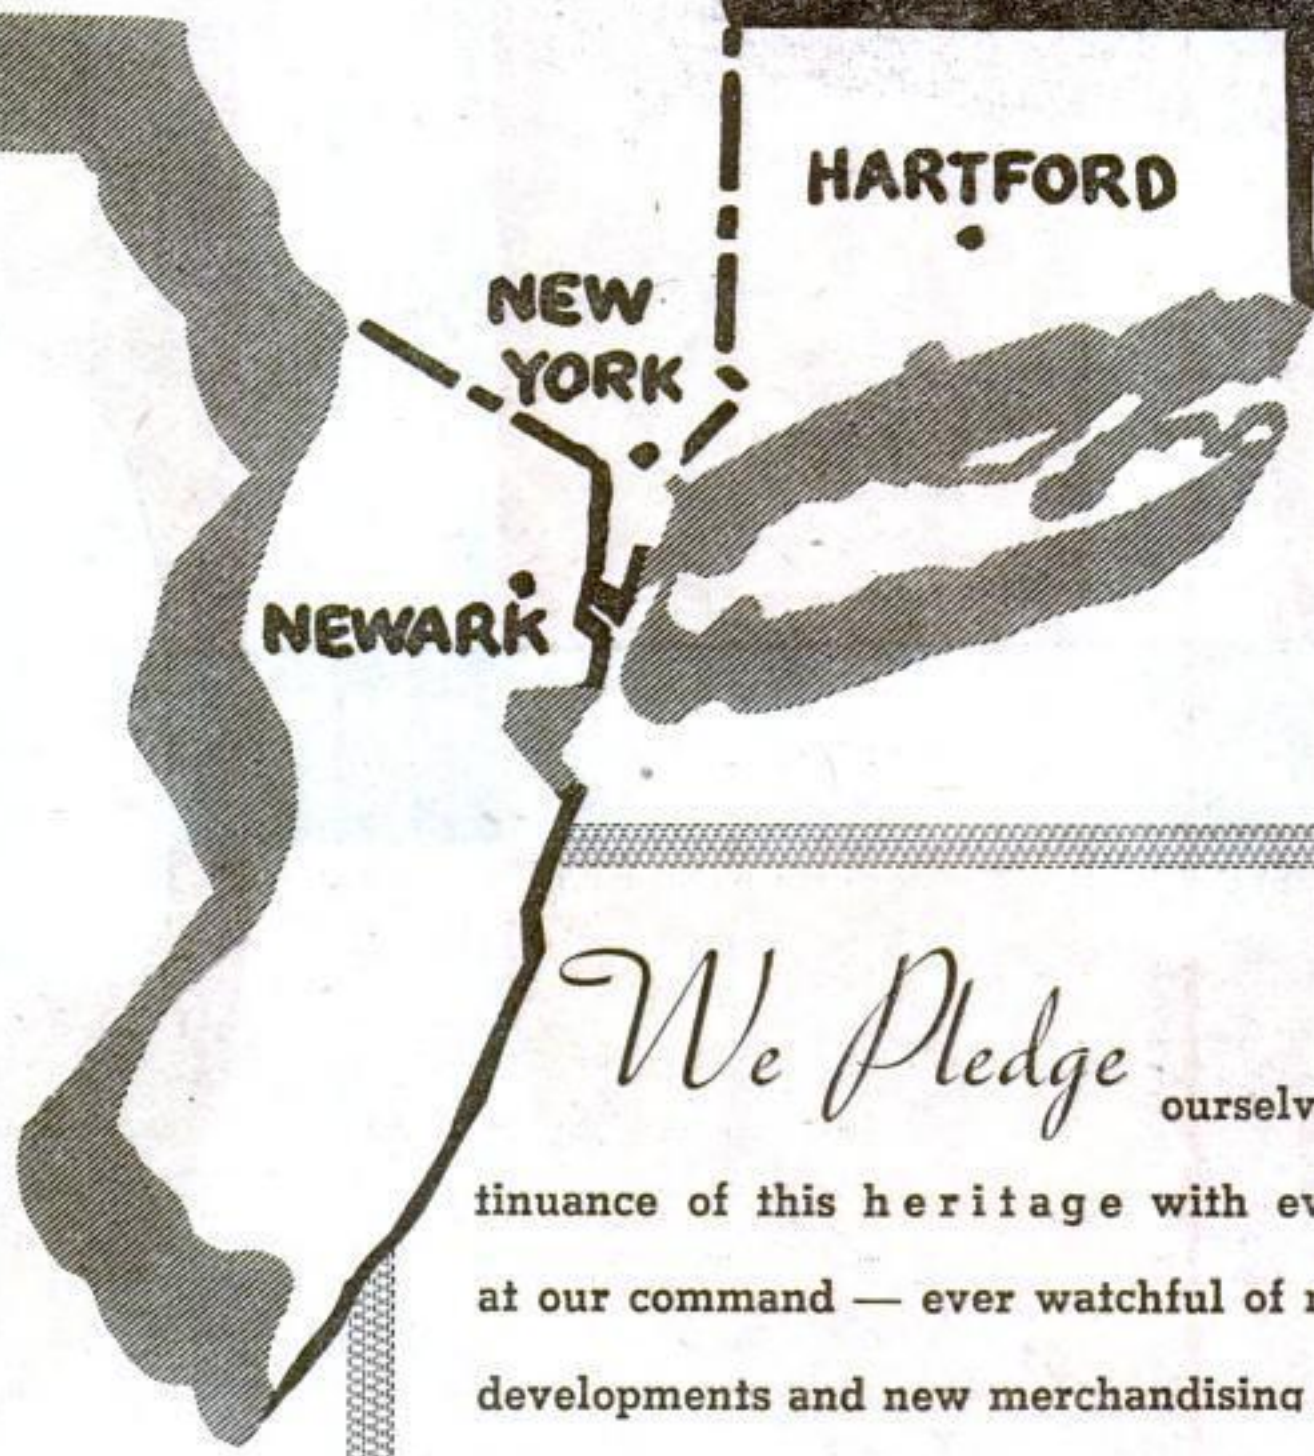 HARTFORD
NEW
YORK
NEWARK
We Pledge ourselv
tinuance of this heritage with ev
at our command — ever watchful of
developments and new merchandising